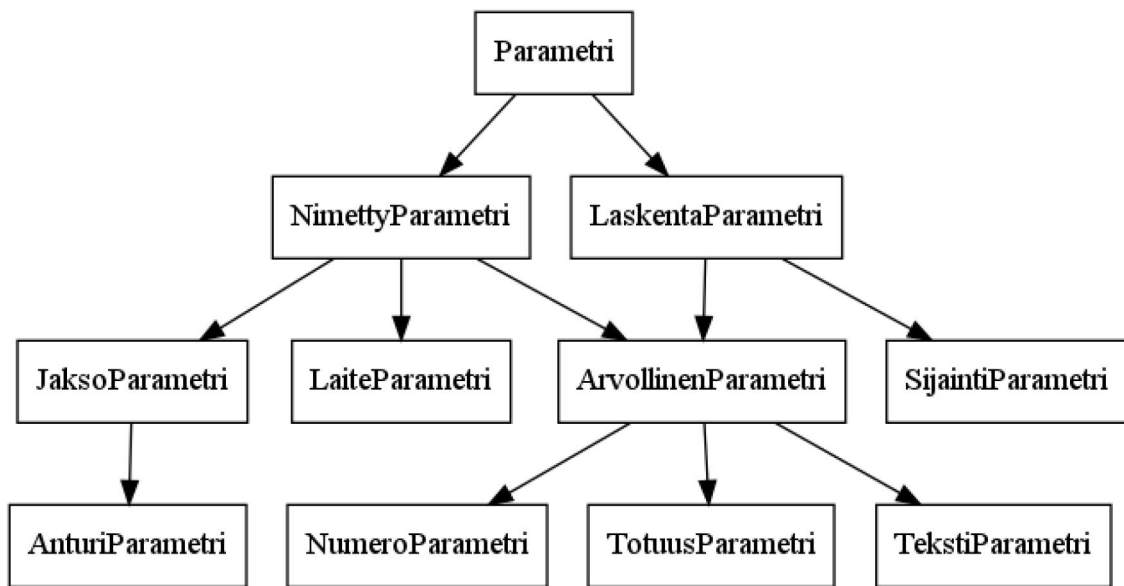 Parametri
NimettyParametri
LaskentaParametri
JaksoParametri
LaiteParametri
ArvollinenParametri
SijaintiParametri
AnturiParametri
NumeroParametri
TotuusParametri
TekstiParametri